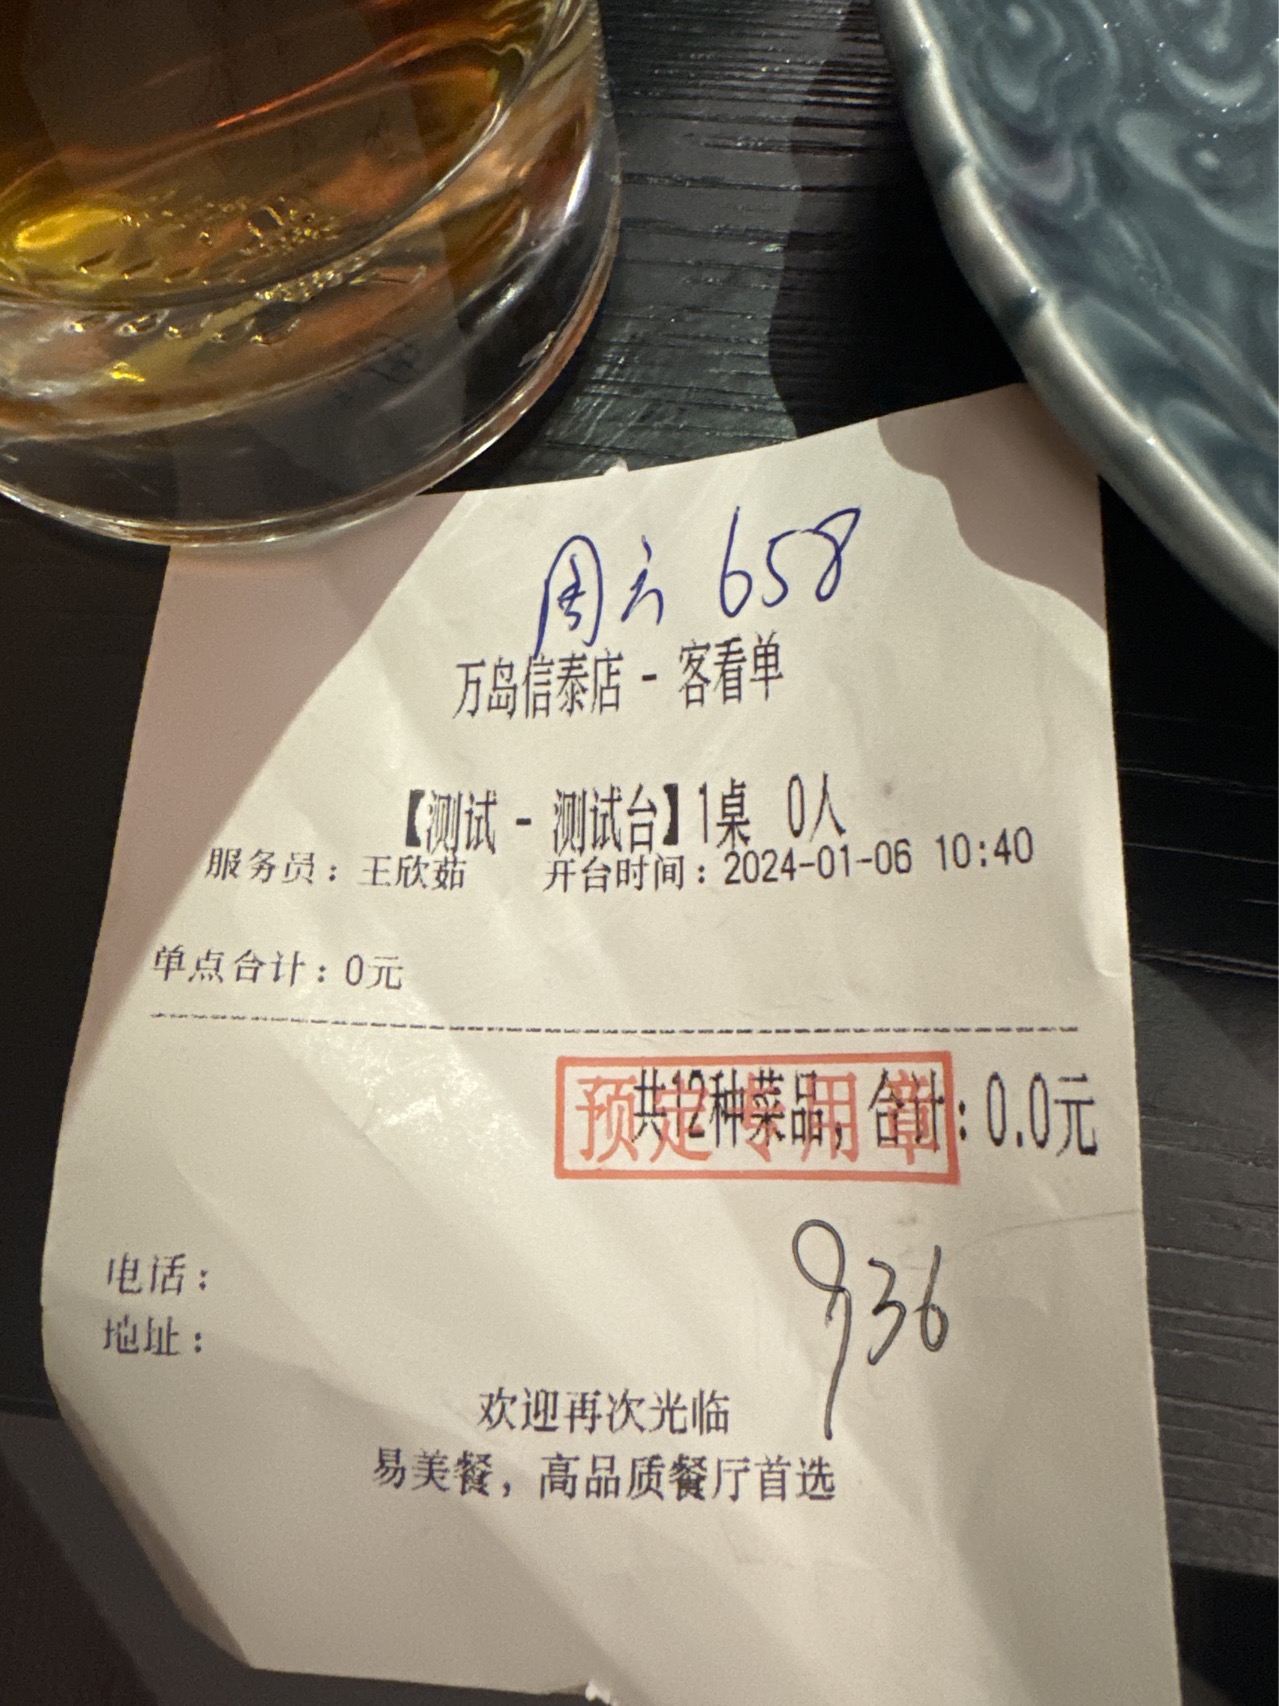 周云 658
万岛信泰店 - 客看单
【测试 - 测试台】1桌 0人
服务员：王欣茹 开台时间：2024-01-06 10:40
单点合计：0元
共12种菜品，合计：0.0元
预定专用章
936
电话：
地址：
欢迎再次光临
易美餐，高品质餐厅首选